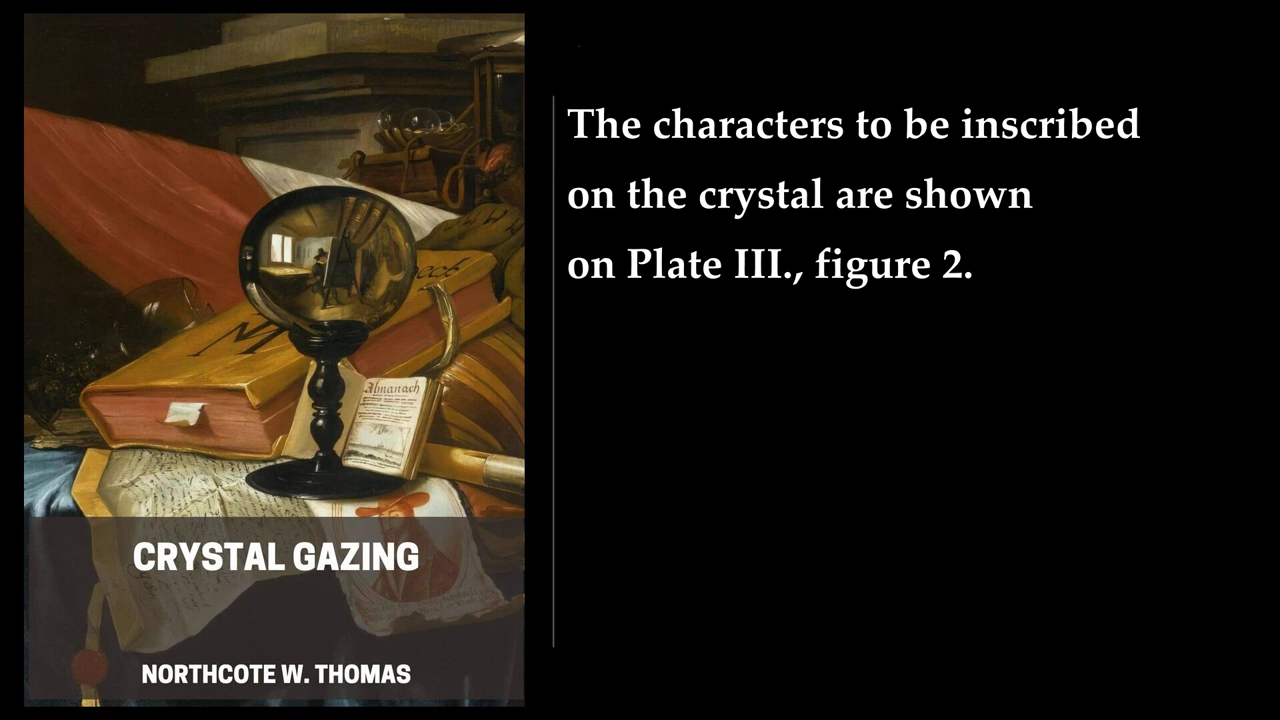 CRYSTAL GAZING
NORTHCOTE W. THOMAS
M
Almanach
The characters to be inscribed
on the crystal are shown
on Plate III., figure 2.